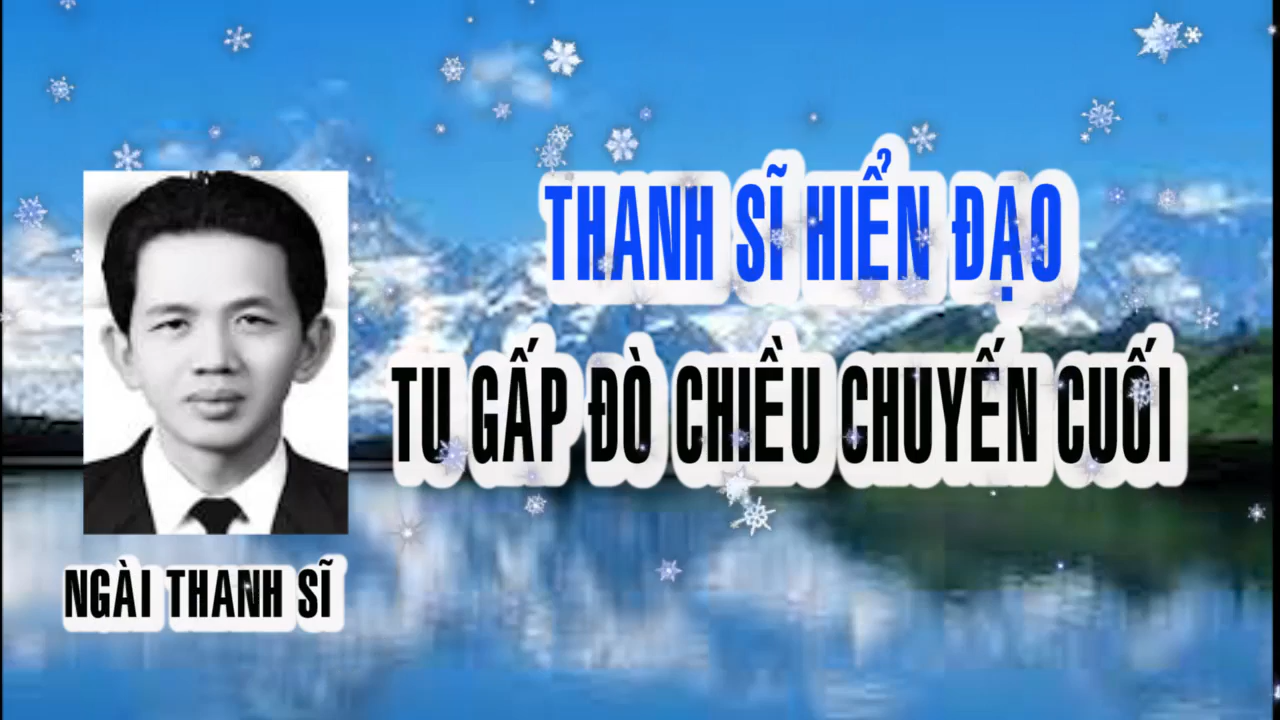 THANH SĨ HIỂN ĐẠO
TU GẤP ĐÒ CHIỀU CHUYẾN CUỐI
NGÀI THANH SĨ